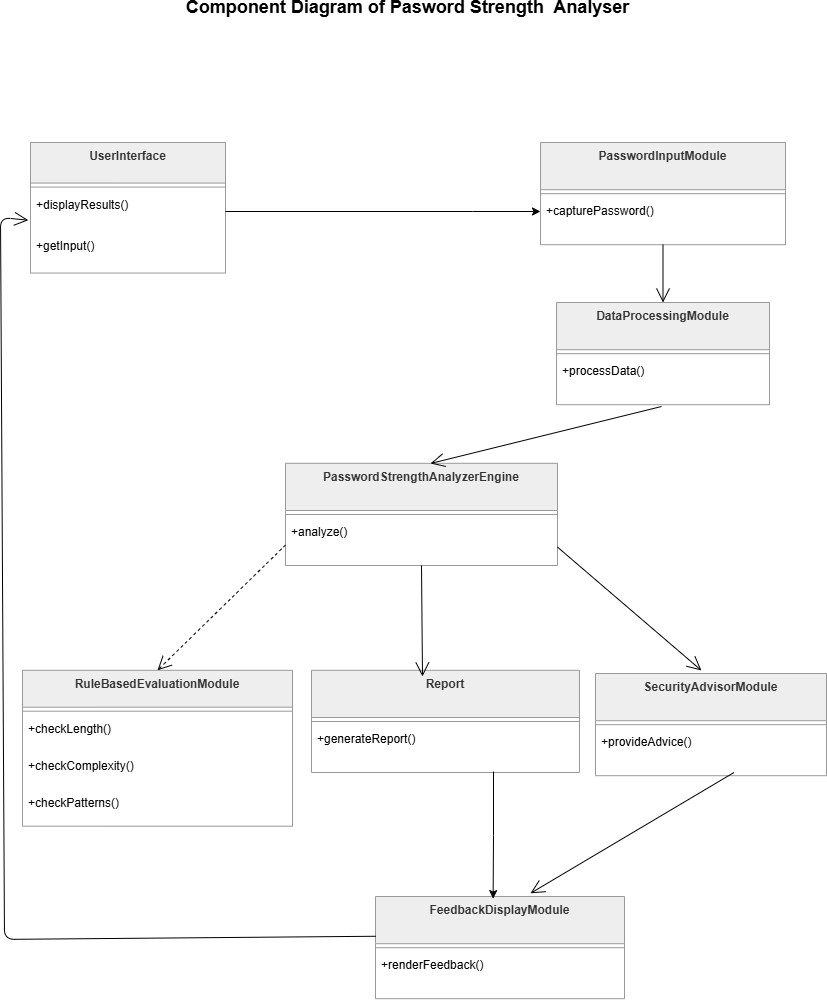 Component Diagram of Pasword Strength  Analyser
UserInterface
+displayResults()
+getInput()
PasswordInputModule
+capturePassword()
DataProcessingModule
+processData()
PasswordStrengthAnalyzerEngine
+analyze()
RuleBasedEvaluationModule
+checkLength()
+checkComplexity()
+checkPatterns()
Report
+generateReport()
SecurityAdvisorModule
+provideAdvice()
FeedbackDisplayModule
+renderFeedback()